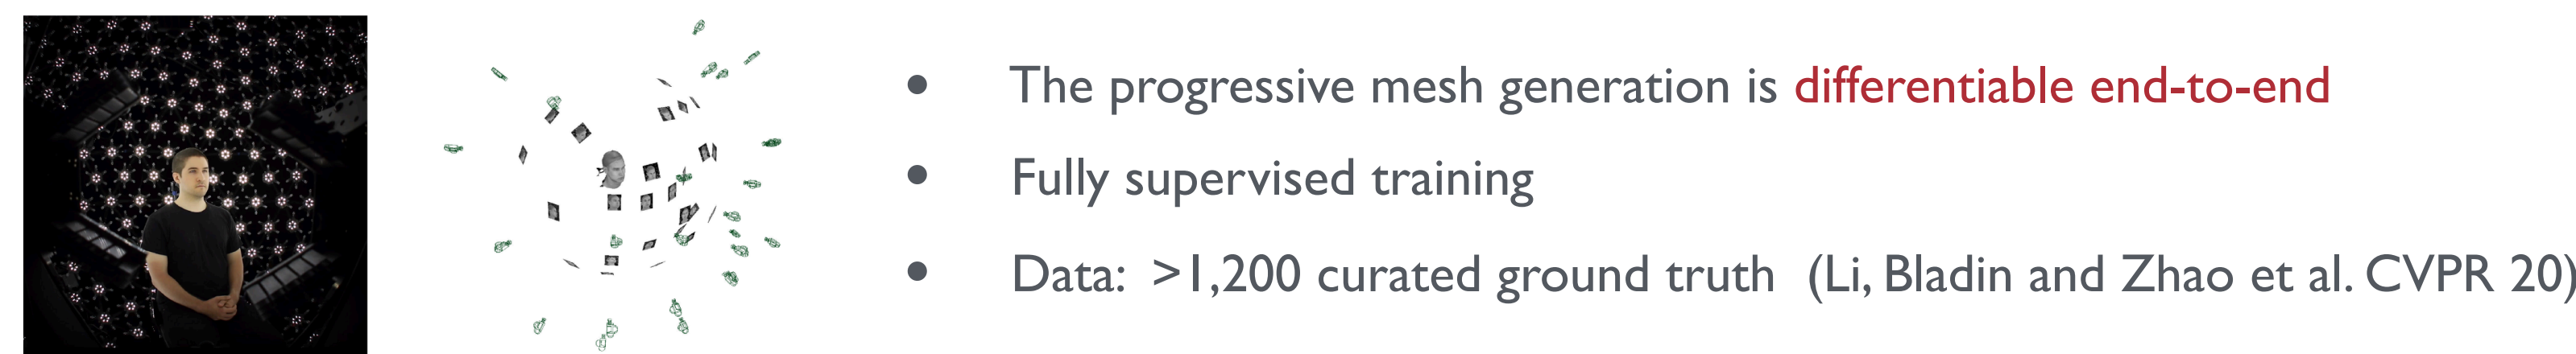 • The progressive mesh generation is differentiable end-to-end
• Fully supervised training
• Data: >1,200 curated ground truth (Li, Bladin and Zhao et al. CVPR 20)